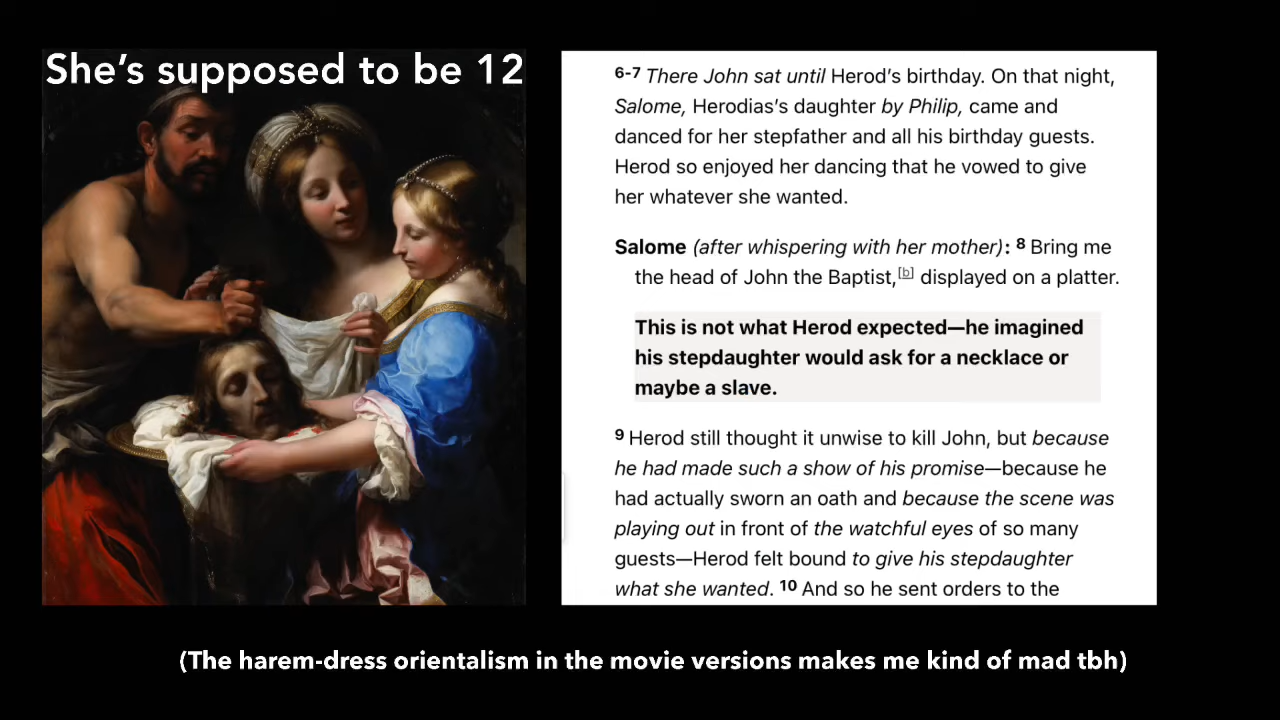 She's supposed to be 12
6-7 There John sat until Herod's birthday. On that night,
Salome, Herodias's daughter by Philip, came and
danced for her stepfather and all his birthday guests.
Herod so enjoyed her dancing that he vowed to give
her whatever she wanted.
Salome (after whispering with her mother): 8 Bring me
the head of John the Baptist,[b] displayed on a platter.
This is not what Herod expected—he imagined
his stepdaughter would ask for a necklace or
maybe a slave.
9 Herod still thought it unwise to kill John, but because
he had made such a show of his promise—because he
had actually sworn an oath and because the scene was
playing out in front of the watchful eyes of so many
guests—Herod felt bound to give his stepdaughter
what she wanted. 10 And so he sent orders to the
(The harem-dress orientalism in the movie versions makes me kind of mad tbh)